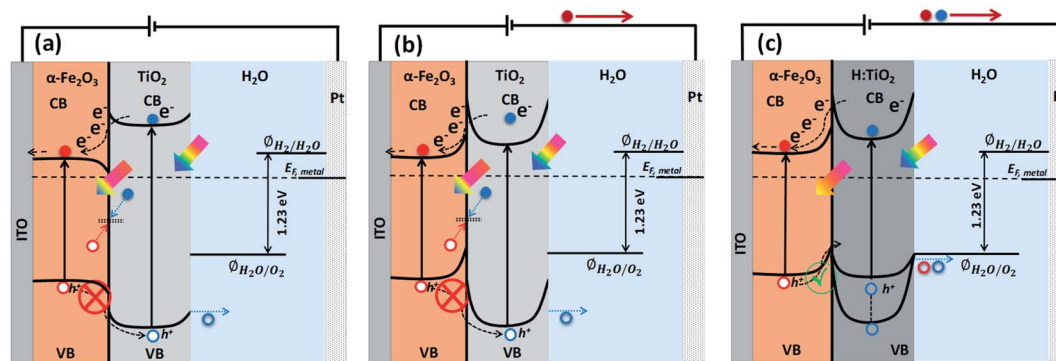 (a)
α-Fe₂O₃
TiO₂
H₂O
CB
CB
e⁻
e⁻
e⁻
e⁻
Pt
∅H₂/H₂O
EF, metal
1.23 eV
ITO
∅H₂O/O₂
h⁺
h⁺
VB
VB
(b)
α-Fe₂O₃
TiO₂
H₂O
CB
CB
e⁻
e⁻
e⁻
e⁻
Pt
∅H₂/H₂O
EF, metal
1.23 eV
ITO
∅H₂O/O₂
h⁺
h⁺
VB
VB
(c)
α-Fe₂O₃
H:TiO₂
H₂O
CB
CB
e⁻
e⁻
e⁻
e⁻
∅H₂/H₂O
EF, metal
1.23 eV
ITO
∅H₂O/O₂
h⁺
h⁺
VB
VB